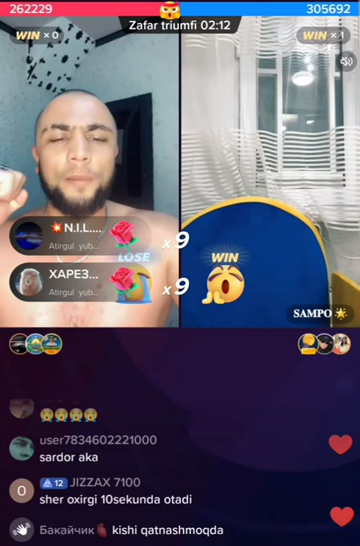 262229
305692
Zafar triumfi 02:12
WIN × 0
WIN × 1
💥N.I.L....
Atirgul yub...
x 9
LOSE
WIN
XAPE3...
Atirgul yub...
x 9
SAMPO 🌟
😭😭😭😭
user7834602221000
sardor aka
12 JIZZAX 7100
sher oxirgi 10sekunda otadi
Бакайчик🫀 kishi qatnashmoqda